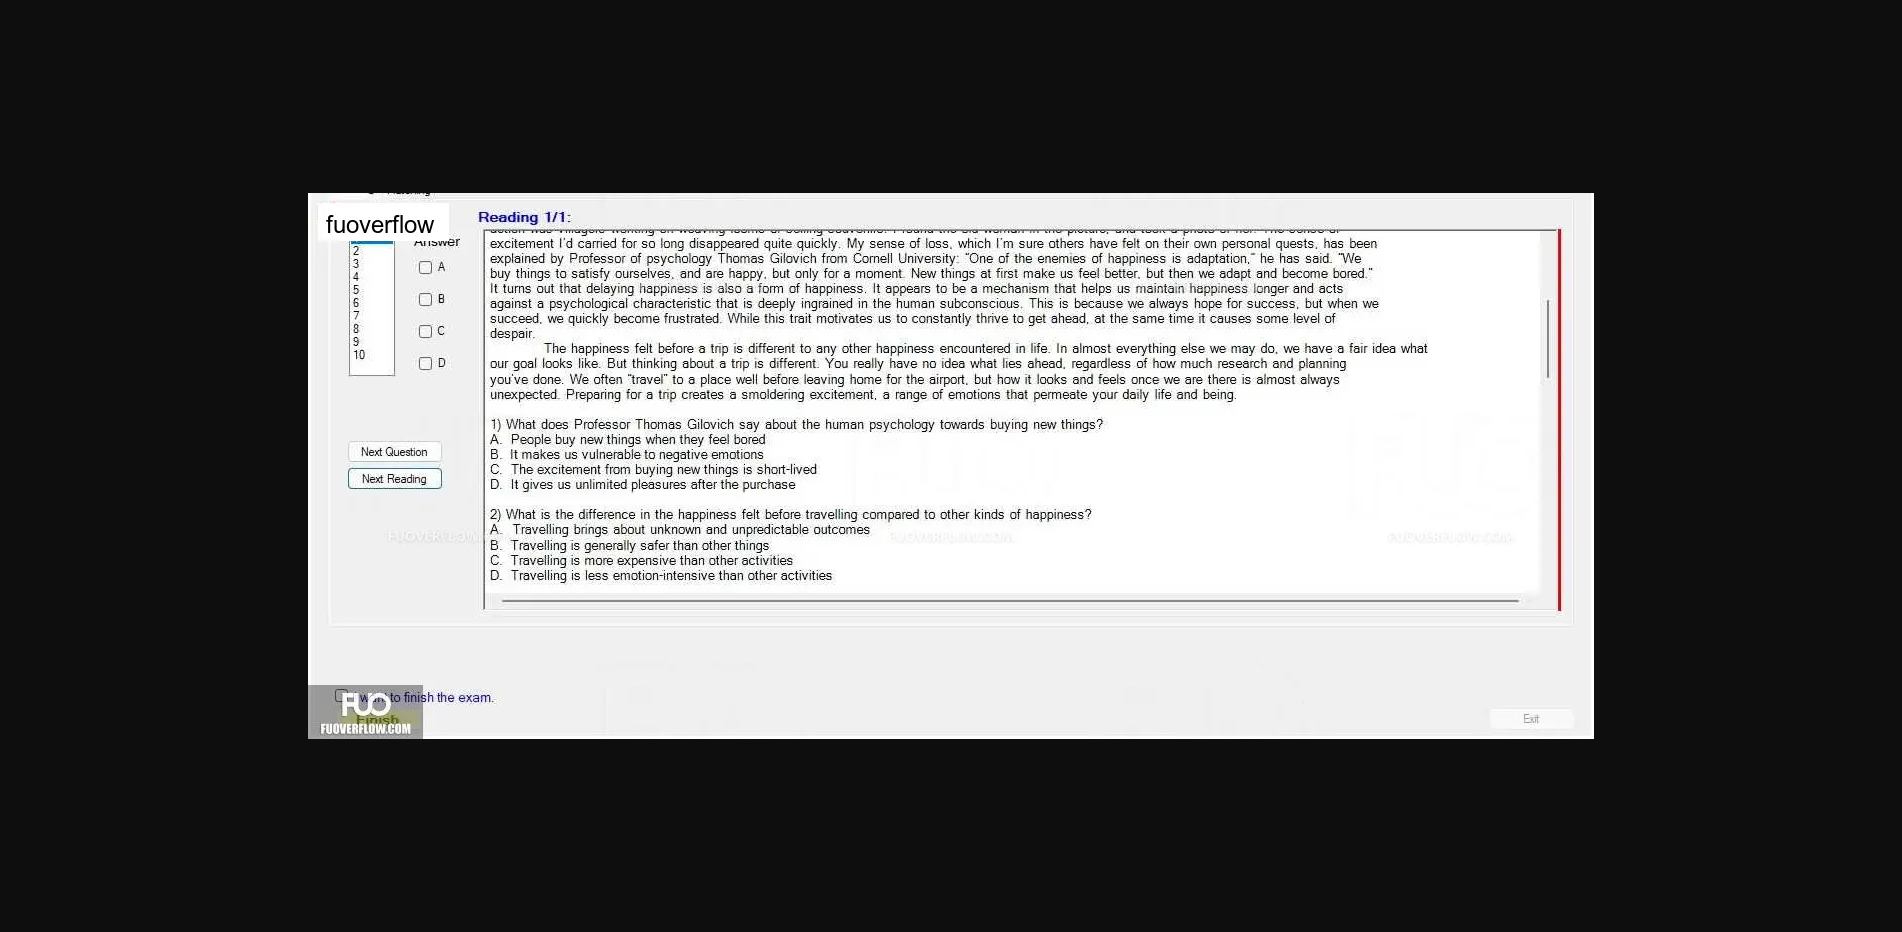 fuoverflow
Reading 1/1:
Answer
2
3
4
5
6
7
8
9
10
A
B
C
D
Next Question
Next Reading
excitement I'd carried for so long disappeared quite quickly. My sense of loss, which I'm sure others have felt on their own personal quests, has been
explained by Professor of psychology Thomas Gilovich from Cornell University: "One of the enemies of happiness is adaptation," he has said. "We
buy things to satisfy ourselves, and are happy, but only for a moment. New things at first make us feel better, but then we adapt and become bored."
It turns out that delaying happiness is also a form of happiness. It appears to be a mechanism that helps us maintain happiness longer and acts
against a psychological characteristic that is deeply ingrained in the human subconscious. This is because we always hope for success, but when we
succeed, we quickly become frustrated. While this trait motivates us to constantly thrive to get ahead, at the same time it causes some level of
despair.
The happiness felt before a trip is different to any other happiness encountered in life. In almost everything else we may do, we have a fair idea what
our goal looks like. But thinking about a trip is different. You really have no idea what lies ahead, regardless of how much research and planning
you've done. We often "travel" to a place well before leaving home for the airport, but how it looks and feels once we are there is almost always
unexpected. Preparing for a trip creates a smoldering excitement, a range of emotions that permeate your daily life and being.
1) What does Professor Thomas Gilovich say about the human psychology towards buying new things?
A. People buy new things when they feel bored
B. It makes us vulnerable to negative emotions
C. The excitement from buying new things is short-lived
D. It gives us unlimited pleasures after the purchase
2) What is the difference in the happiness felt before travelling compared to other kinds of happiness?
A. Travelling brings about unknown and unpredictable outcomes
B. Travelling is generally safer than other things
C. Travelling is more expensive than other activities
D. Travelling is less emotion-intensive than other activities
FUOVERFLOW.COM
FUOVERFLOW.COM
want to finish the exam.
Finish
FUO
FUOVERFLOW.COM
Exit